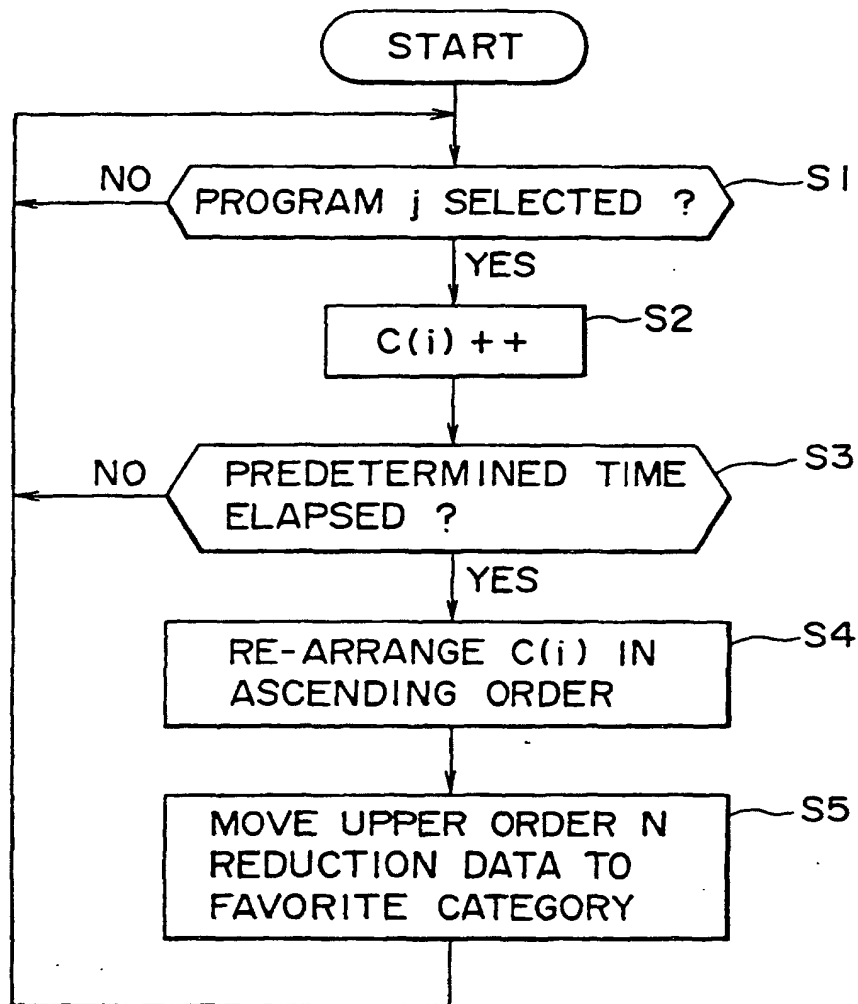 START
NO
PROGRAM j SELECTED ?
S1
YES
C(i)++
S2
NO
PREDETERMINED TIME
ELAPSED ?
S3
YES
RE-ARRANGE C(i) IN
ASCENDING ORDER
S4
MOVE UPPER ORDER N
REDUCTION DATA TO
FAVORITE CATEGORY
S5